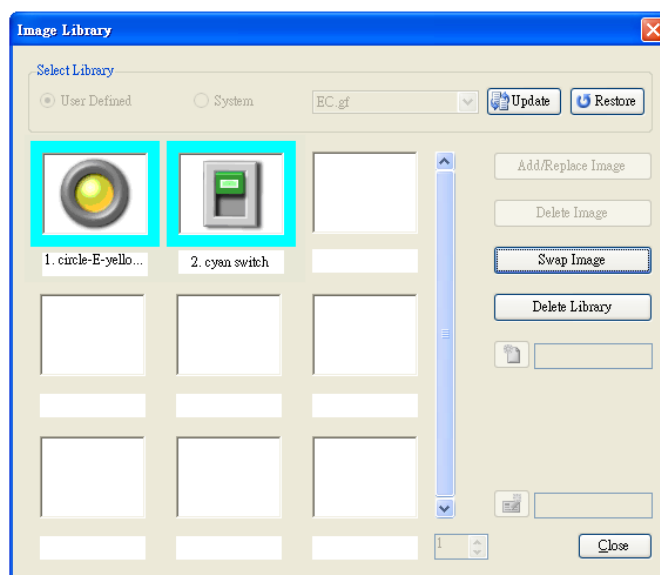 Image Library
Select Library
User Defined
System
EC.gf
Update
Restore
Add/Replace Image
Delete Image
1. circle-E-yello...
2. cyan switch
Swap Image
Delete Library
1
Close